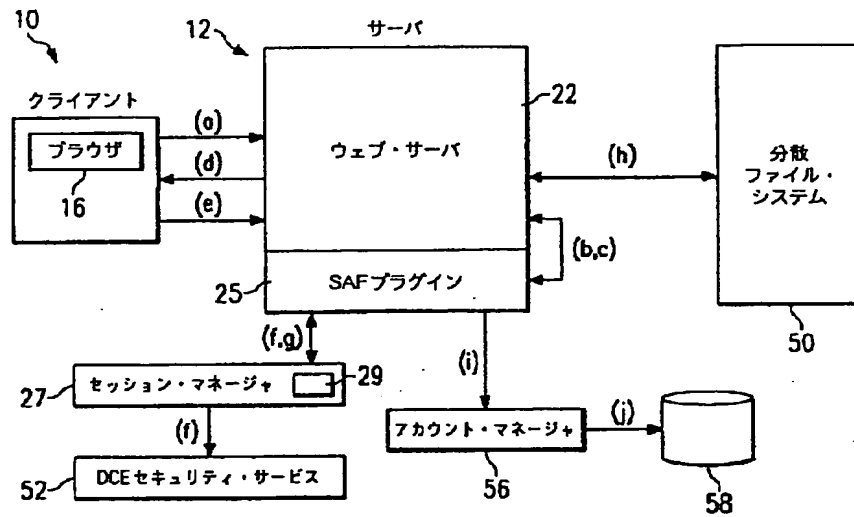 10
12
サーバ
クライアント
ブラウザ
16
(a)
(d)
(e)
ウェブ・サーバ
22
(h)
分散
ファイル・
システム
50
(b,c)
25
SAFプラグイン
(f,g)
(i)
27
セッション・マネージャ
29
(f)
アカウント・マネージャ
(j)
56
58
52
DCEセキュリティ・サービス